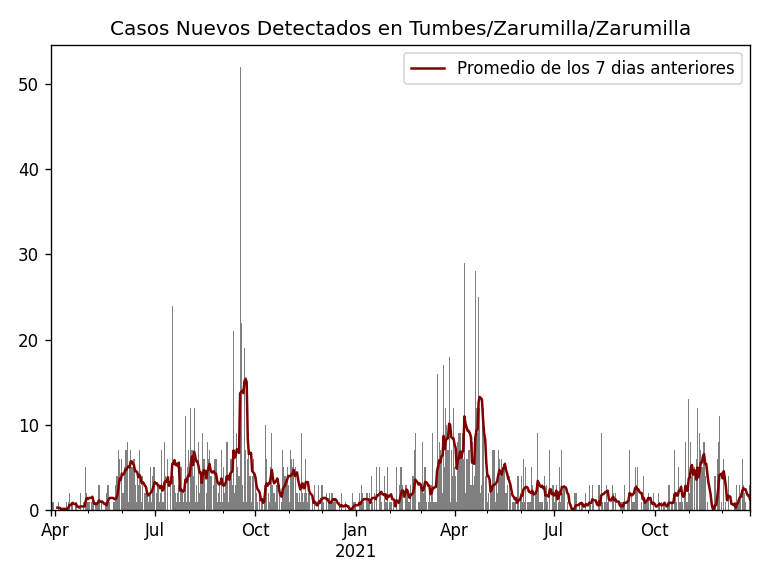 Casos Nuevos Detectados en Tumbes/Zarumilla/Zarumilla
Promedio de los 7 dias anteriores
50
40
30
20
10
0
Apr Jul Oct Jan Apr Jul Oct
2021